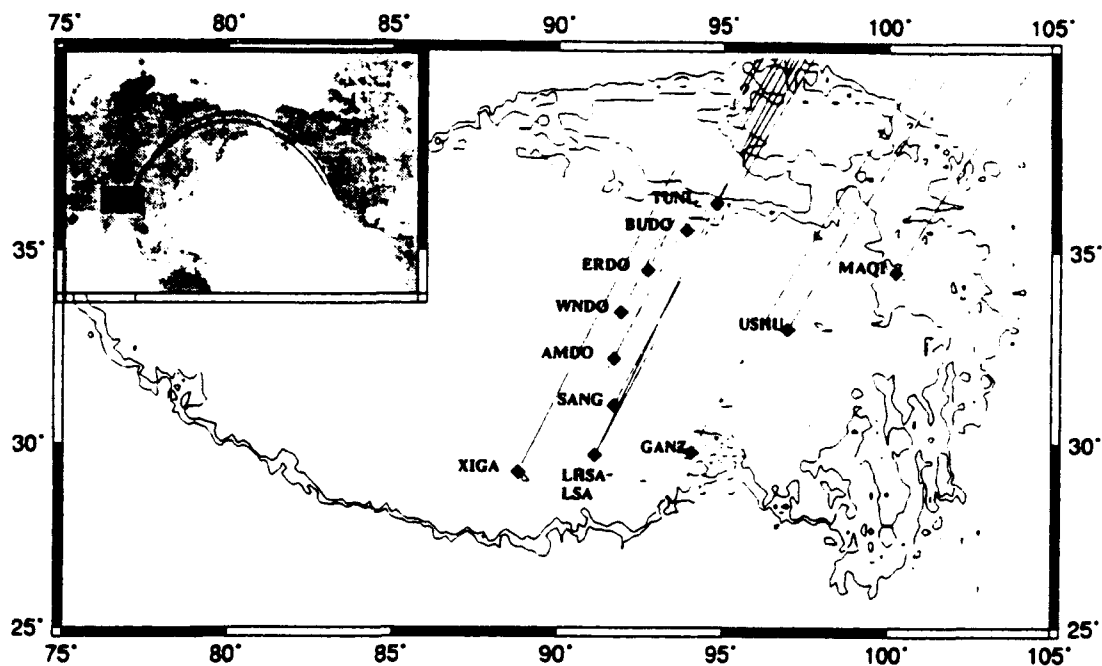 75° 80° 85° 90° 95° 100° 105°
TUNL
BUDO
35° ERDO MAQI 35°
WNDO
USHU
AMDO
SANG
30° GANZ 30°
XIGA
LHSA-
LSA
25° 25°
75° 80° 85° 90° 95° 100° 105°